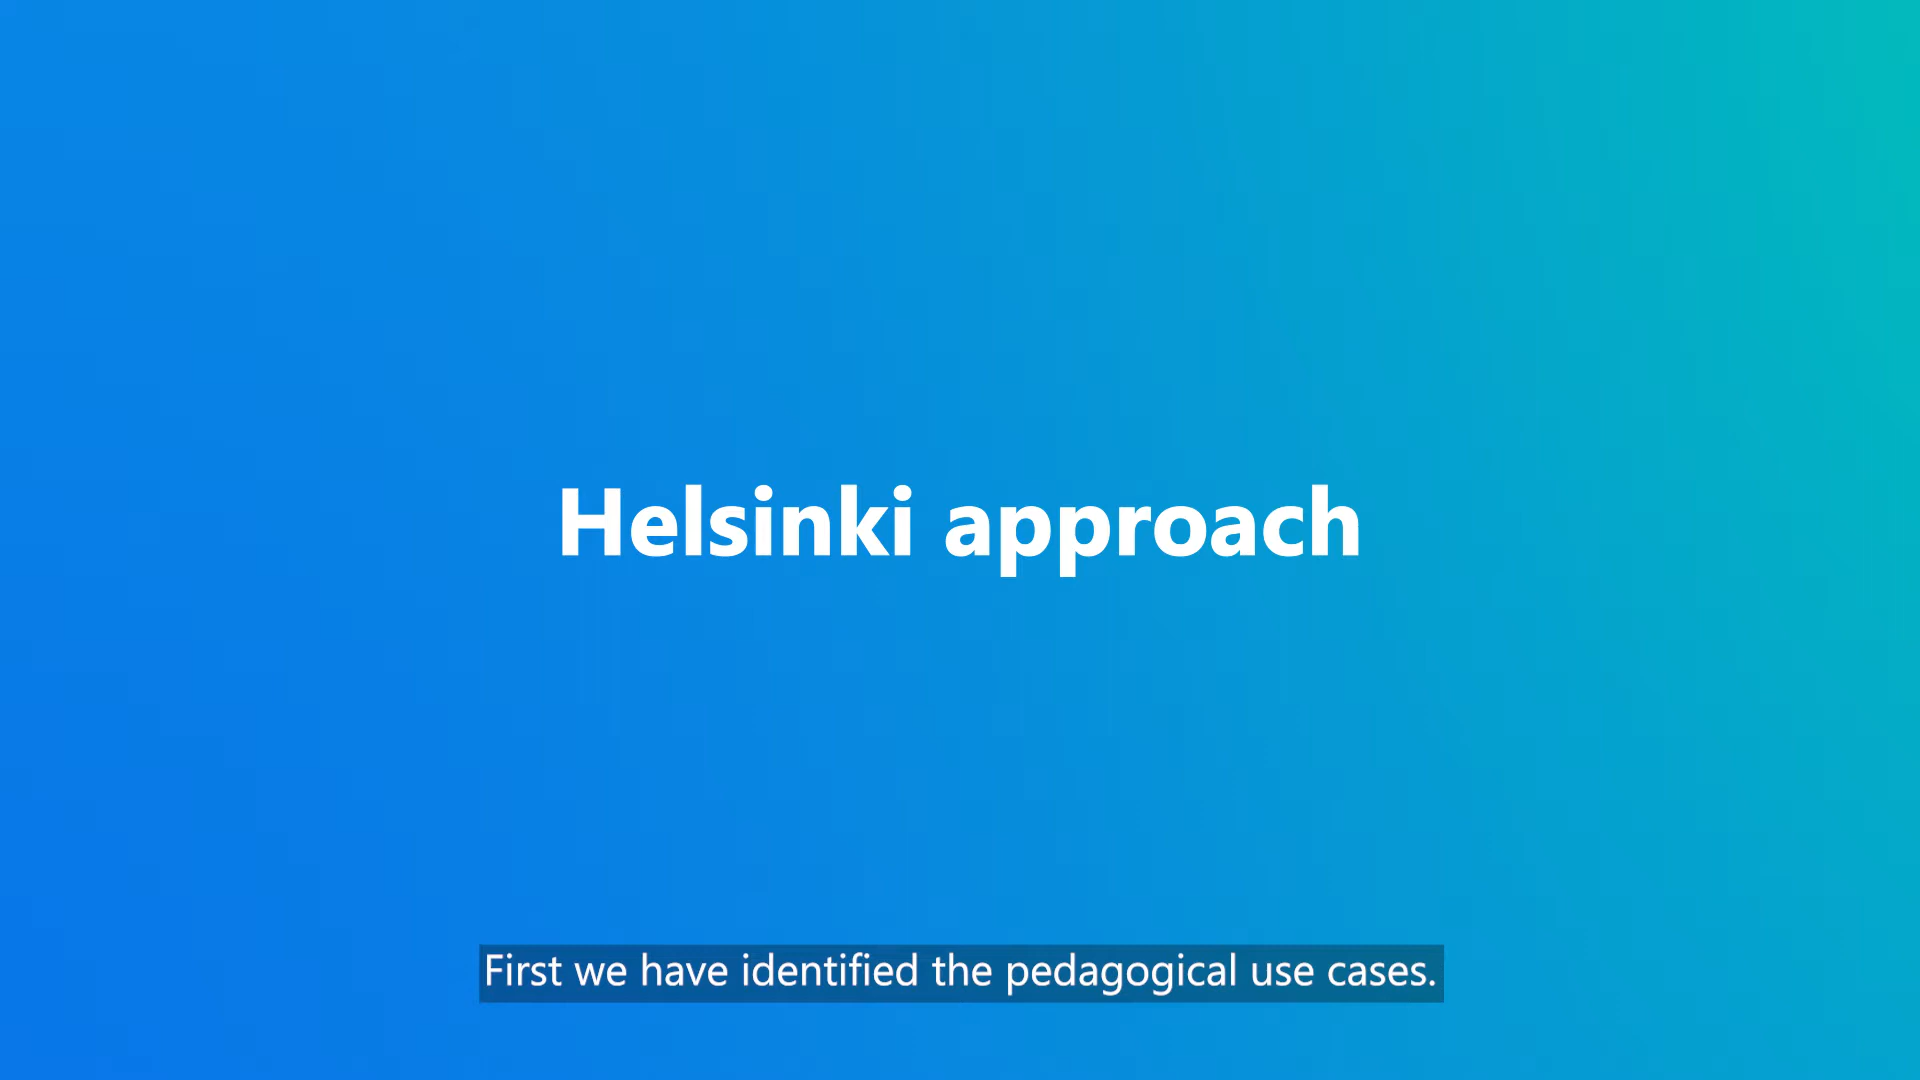 Helsinki approach
First we have identified the pedagogical use cases.